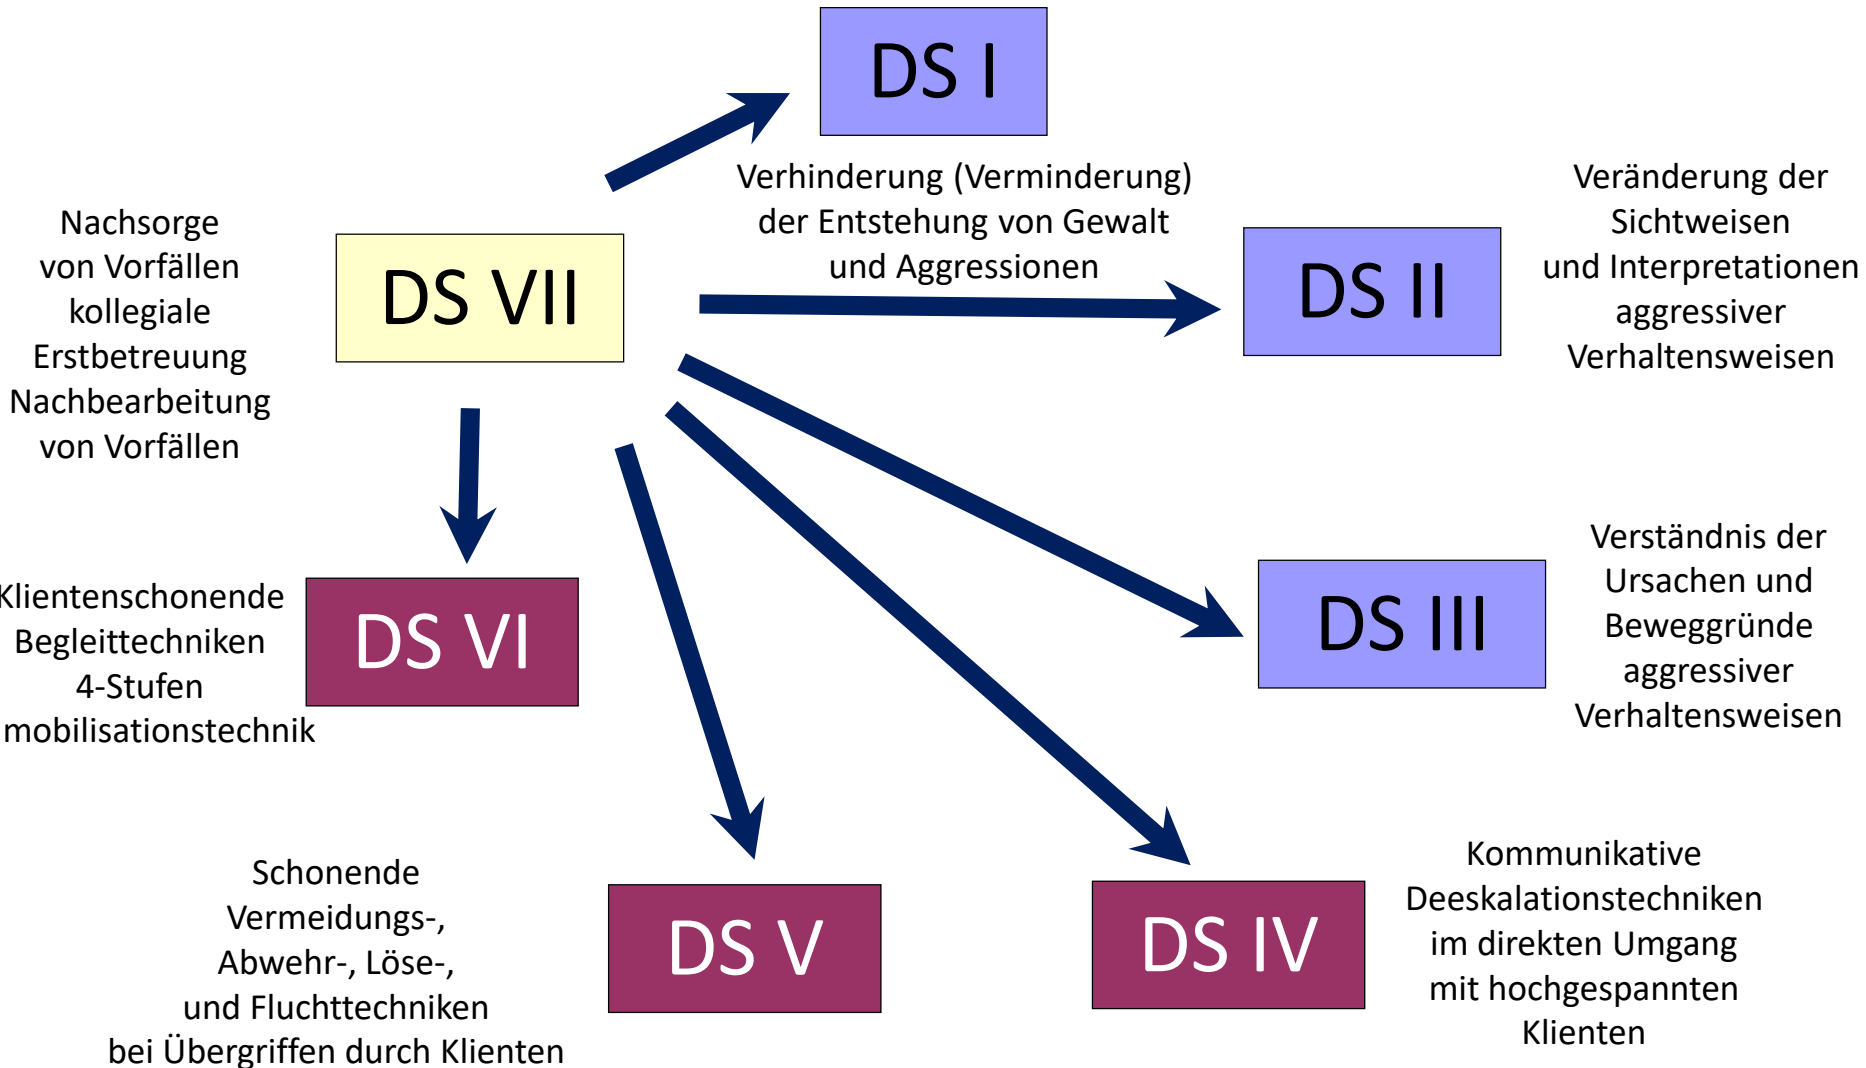 DS I
Verhinderung (Verminderung)
der Entstehung von Gewalt
und Aggressionen
DS II
Veränderung der
Sichtweisen
und Interpretationen
aggressiver
Verhaltensweisen
DS III
Verständnis der
Ursachen und
Beweggründe
aggressiver
Verhaltensweisen
DS IV
Kommunikative
Deeskalationstechniken
im direkten Umgang
mit hochgespannten
Klienten
DS V
Schonende
Vermeidungs-,
Abwehr-, Löse-,
und Fluchttechniken
bei Übergriffen durch Klienten
DS VI
Klientenschonende
Begleittechniken
4-Stufen
mobilisationstechnik
DS VII
Nachsorge
von Vorfällen
kollegiale
Erstbetreuung
Nachbearbeitung
von Vorfällen